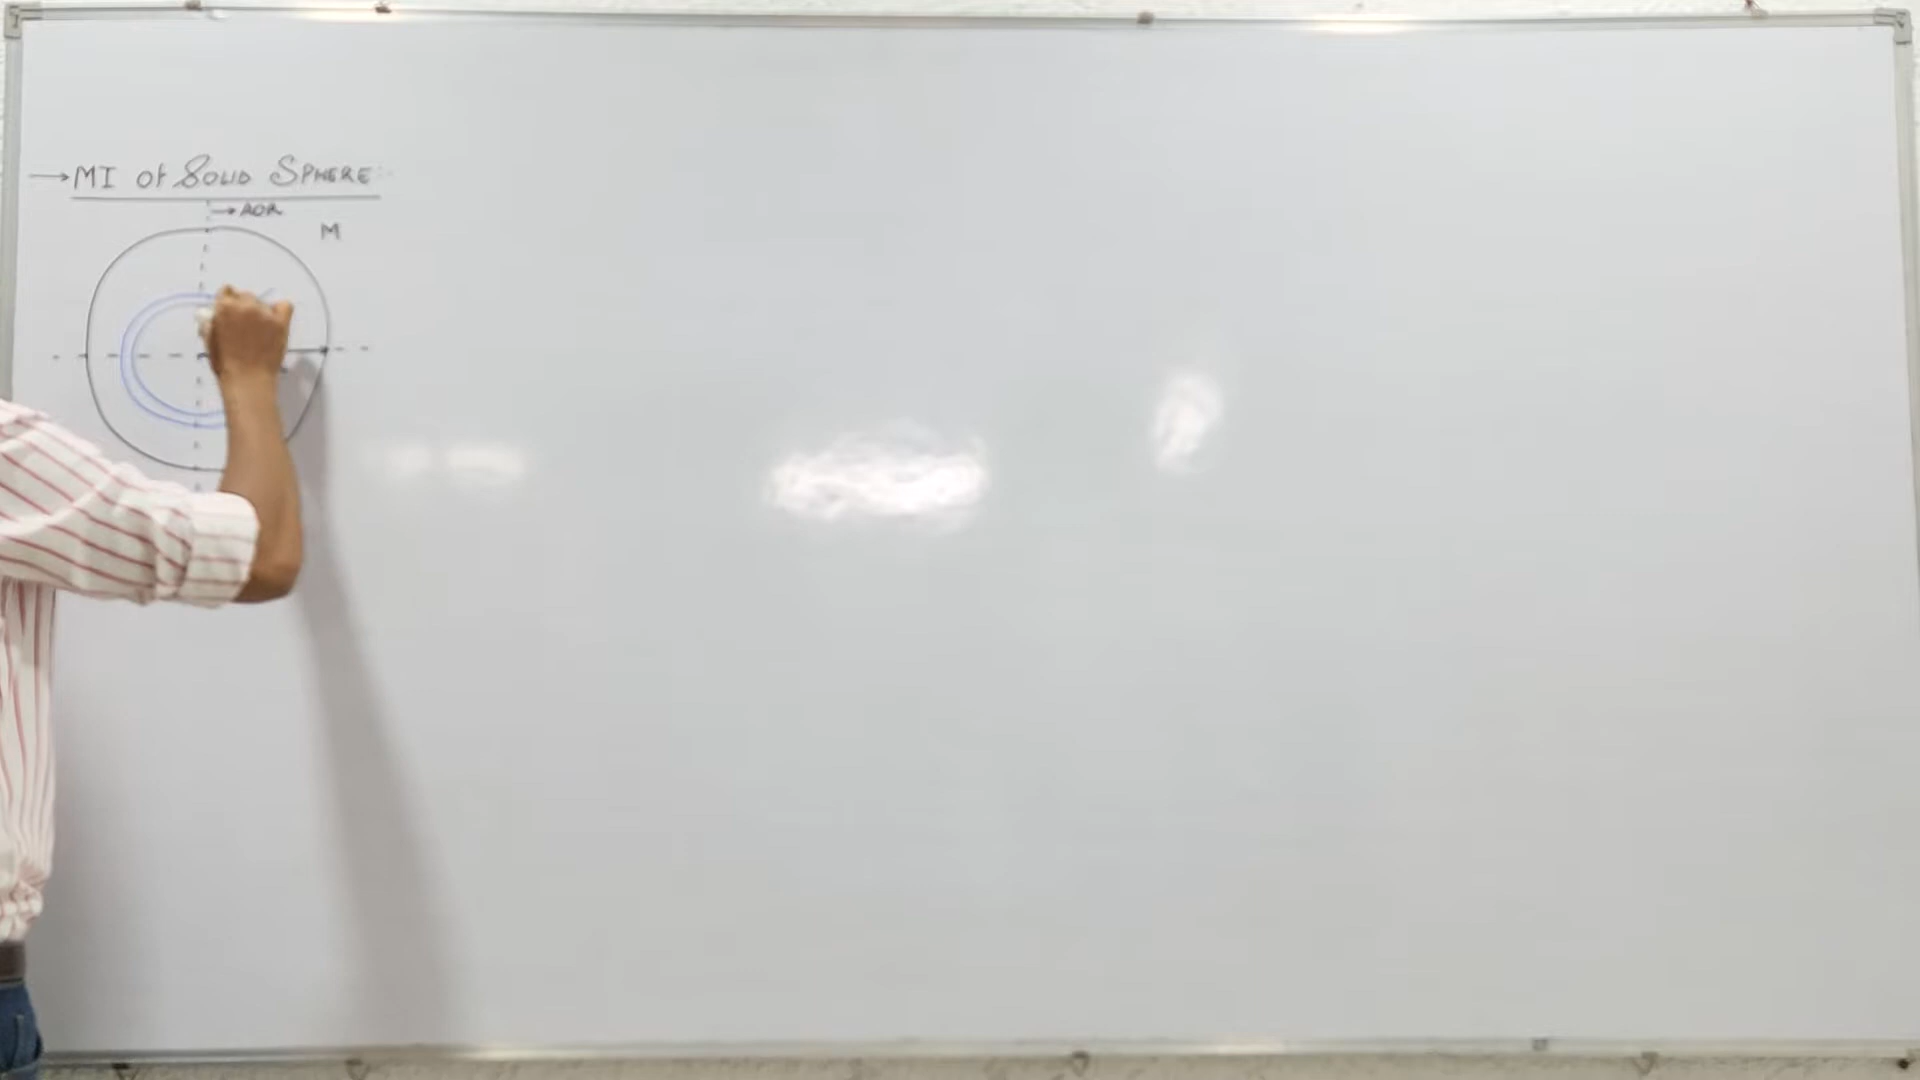 →MI of SOLID SPHERE
→AOR
M